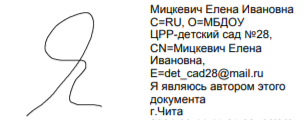 Мицкевич Елена Ивановна
C=RU, O=МБДОУ
ЦРР-детский сад №28,
CN=Мицкевич Елена
Ивановна,
E=det_cad28@mail.ru
Я являюсь автором этого
документа
г.Чита